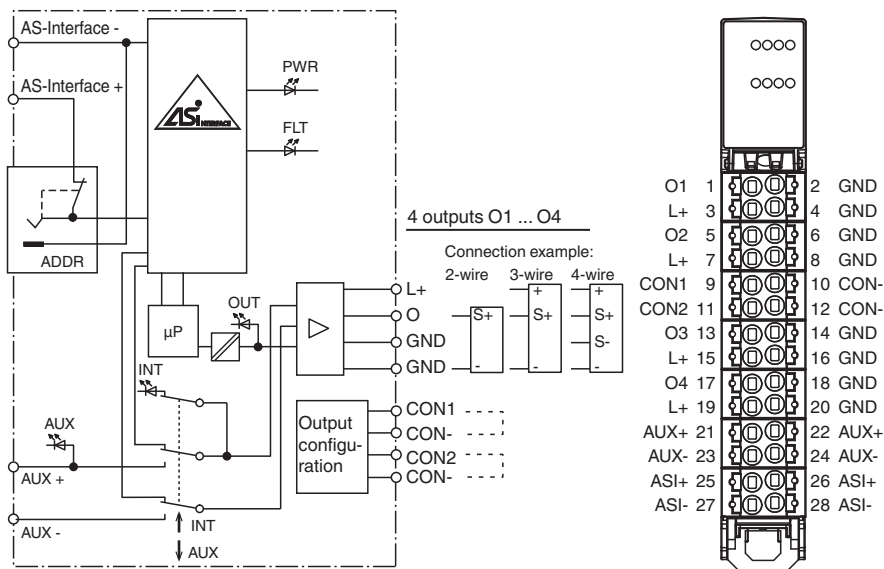 AS-Interface -
AS-Interface +
ADDR
ASi
INTERFACE
PWR
FLT
µP
OUT
INT
AUX
AUX +
AUX -
INT
AUX
L+
O
GND
GND
Output
configu-
ration
CON1
CON-
CON2
CON-
4 outputs O1 ... O4
Connection example:
2-wire 3-wire 4-wire
S+
-
+
S+
-
+
S+
S-
-
O1 1 2 GND
L+ 3 4 GND
O2 5 6 GND
L+ 7 8 GND
CON1 9 10 CON-
CON2 11 12 CON-
O3 13 14 GND
L+ 15 16 GND
O4 17 18 GND
L+ 19 20 GND
AUX+ 21 22 AUX+
AUX- 23 24 AUX-
ASI+ 25 26 ASI+
ASI- 27 28 ASI-